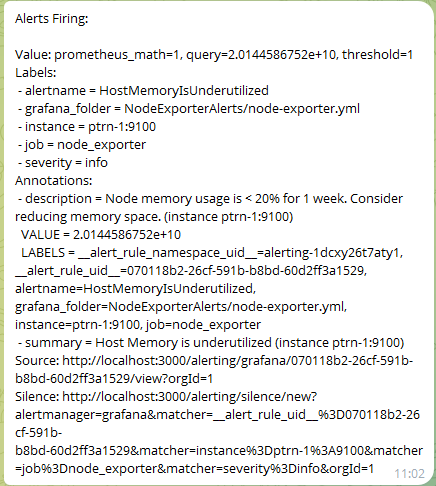 Alerts Firing:

Value: prometheus_math=1, query=2.0144586752e+10, threshold=1
Labels:
 - alertname = HostMemoryIsUnderutilized
 - grafana_folder = NodeExporterAlerts/node-exporter.yml
 - instance = ptrn-1:9100
 - job = node_exporter
 - severity = info
Annotations:
 - description = Node memory usage is < 20% for 1 week. Consider
reducing memory space. (instance ptrn-1:9100)
  VALUE = 2.0144586752e+10
  LABELS = __alert_rule_namespace_uid__=alerting-1dcxy26t7aty1,
__alert_rule_uid__=070118b2-26cf-591b-b8bd-60d2ff3a1529,
alertname=HostMemoryIsUnderutilized,
grafana_folder=NodeExporterAlerts/node-exporter.yml,
instance=ptrn-1:9100, job=node_exporter
 - summary = Host Memory is underutilized (instance ptrn-1:9100)
Source: http://localhost:3000/alerting/grafana/070118b2-26cf-591b-
b8bd-60d2ff3a1529/view?orgId=1
Silence: http://localhost:3000/alerting/silence/new?
alertmanager=grafana&matcher=__alert_rule_uid__%3D070118b2-26
cf-591b-
b8bd-60d2ff3a1529&matcher=instance%3Dptrn-1%3A9100&matcher
=job%3Dnode_exporter&matcher=severity%3Dinfo&orgId=1
11:02